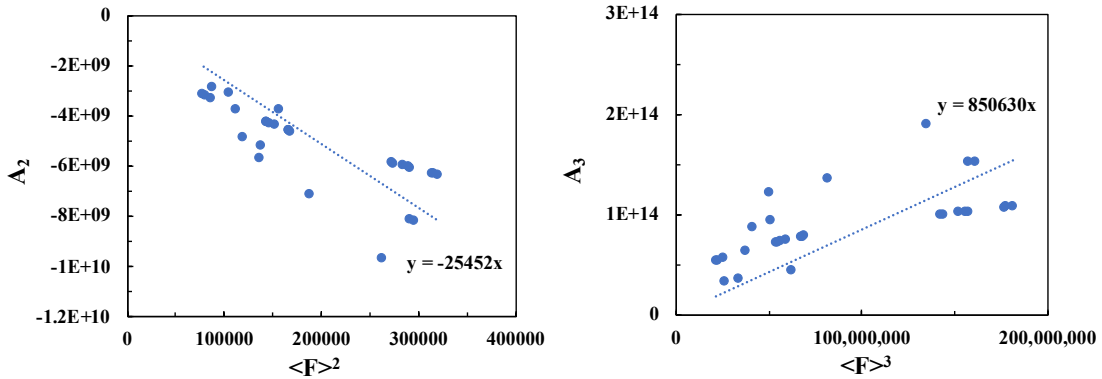 0
-2E+09
-4E+09
-6E+09
-8E+09
-1E+10
-1.2E+10
A₂
y = -25452x
0 100000 200000 300000 400000
<F>²
3E+14
2E+14
1E+14
0
A₃
y = 850630x
0 100,000,000 200,000,000
<F>³